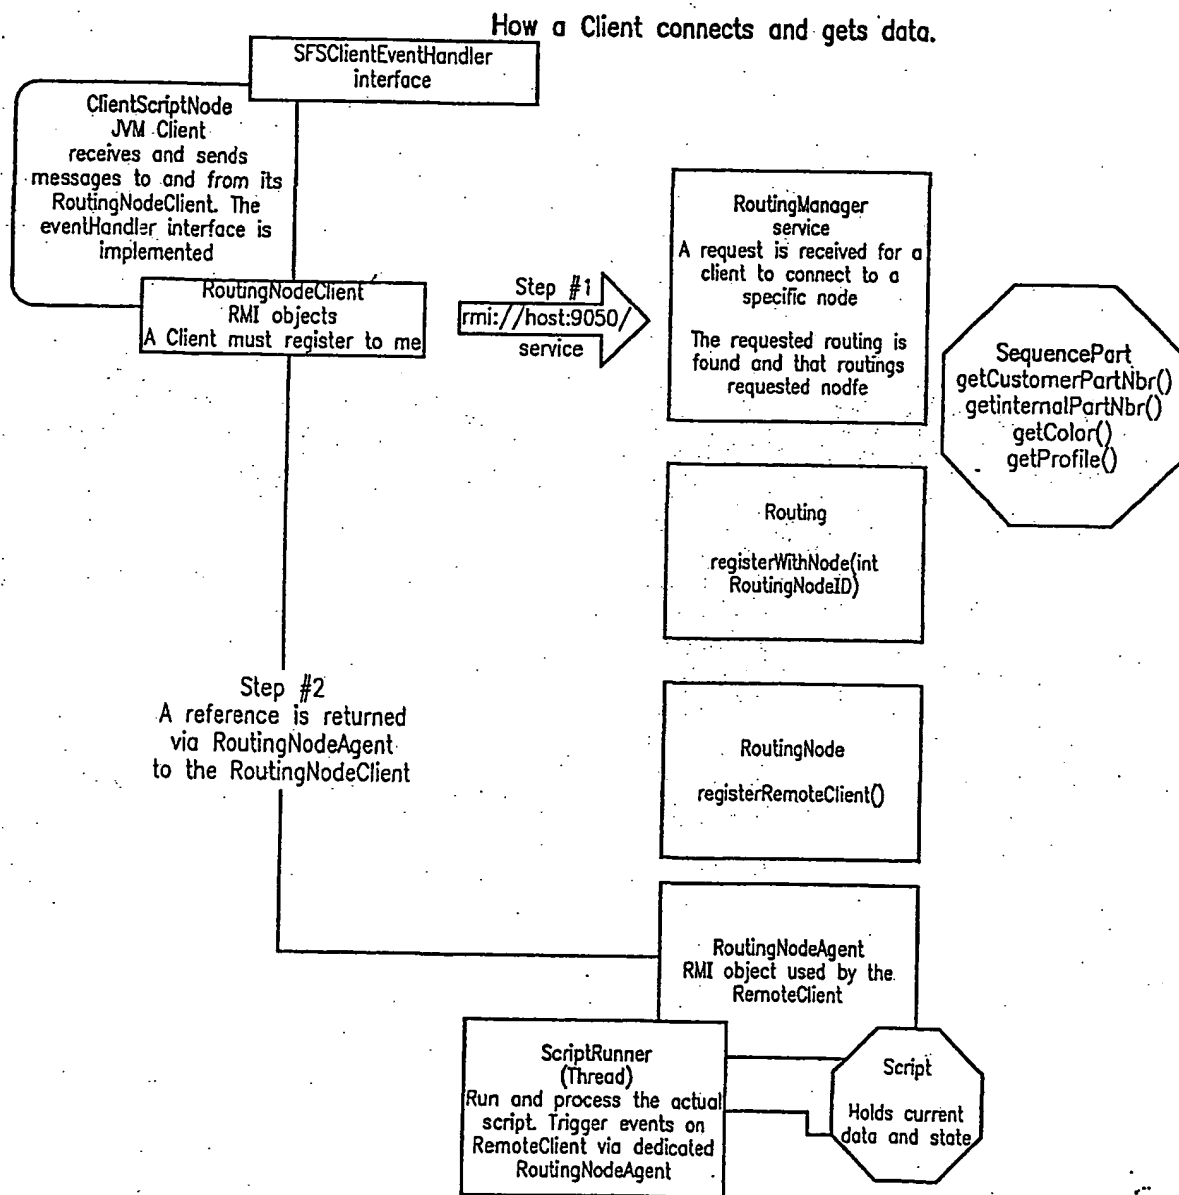 How a Client connects and gets data.
SFSClientEventHandler
interface
ClientScriptNode
JVM Client
receives and sends
messages to and from its
RoutingNodeClient. The
eventHandler interface is
implemented
RoutingNodeClient
RMI objects
A Client must register to me
Step #1
rmi://host:9050/
service
RoutingManager
service
A request is received for a
client to connect to a
specific node
The requested routing is
found and that routings
requested nodfe
SequencePart
getCustomerPartNbr()
getinternalPartNbr()
getColor()
getProfile()
Routing
registerWithNode(int
RoutingNodeID)
Step #2
A reference is returned
via RoutingNodeAgent
to the RoutingNodeClient
RoutingNode
registerRemoteClient()
RoutingNodeAgent
RMI object used by the
RemoteClient
ScriptRunner
(Thread)
Run and process the actual
script. Trigger events on
RemoteClient via dedicated
RoutingNodeAgent
Script
Holds current
data and state